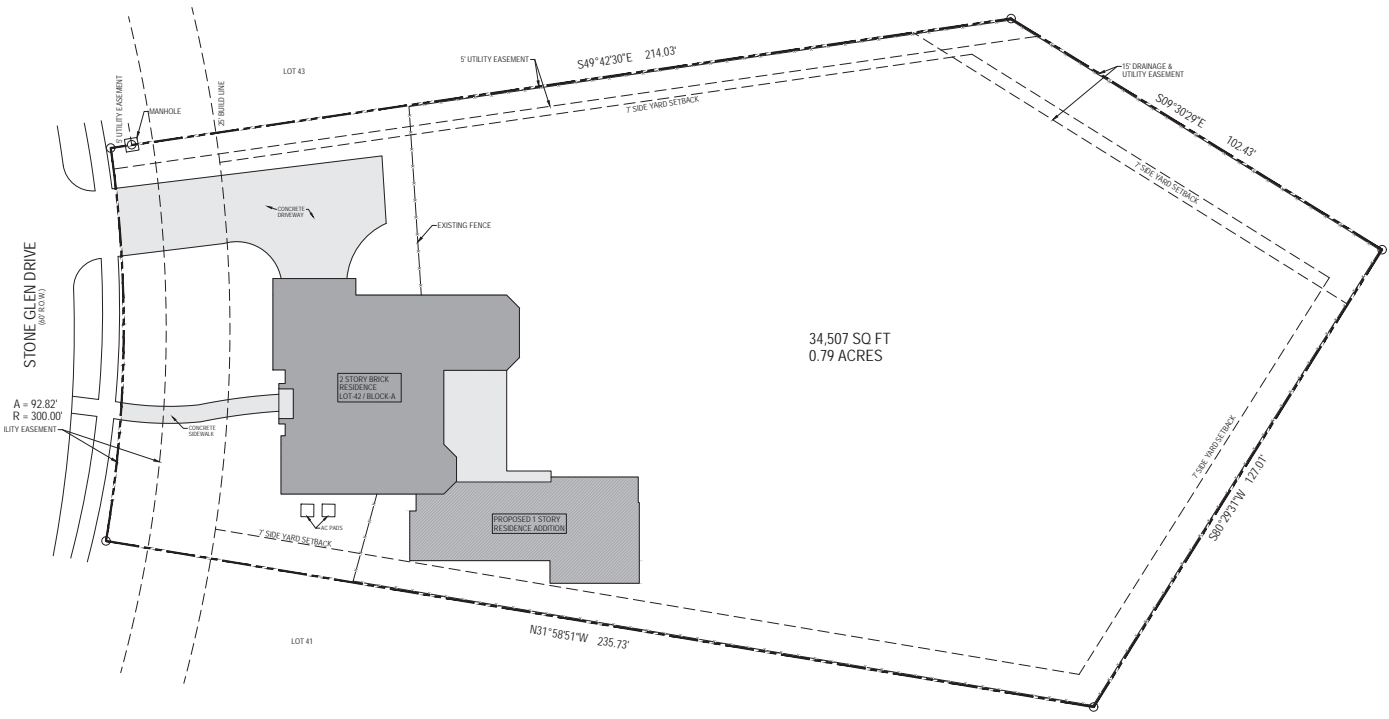 LOT 43
5' UTILITY EASEMENT
S49°42'30"E 214.03'
15' DRAINAGE &
UTILITY EASEMENT
5' UTILITY EASEMENT
MANHOLE
25' BUILD LINE
7' SIDE YARD SETBACK
S09°30'29"E 102.43'
7' SIDE YARD SETBACK
CONCRETE
DRIVEWAY
EXISTING FENCE
STONE GLEN DRIVE
(60' R.O.W.)
34,507 SQ FT
0.79 ACRES
2 STORY BRICK
RESIDENCE
LOT-42 / BLOCK-A
A = 92.82'
R = 300.00'
ILITY EASEMENT
CONCRETE
SIDEWALK
7' SIDE YARD SETBACK
S80°29'31"W 127.01'
AC PADS
PROPOSED 1 STORY
RESIDENCE ADDITION
7' SIDE YARD SETBACK
LOT 41
N31°58'51"W 235.73'